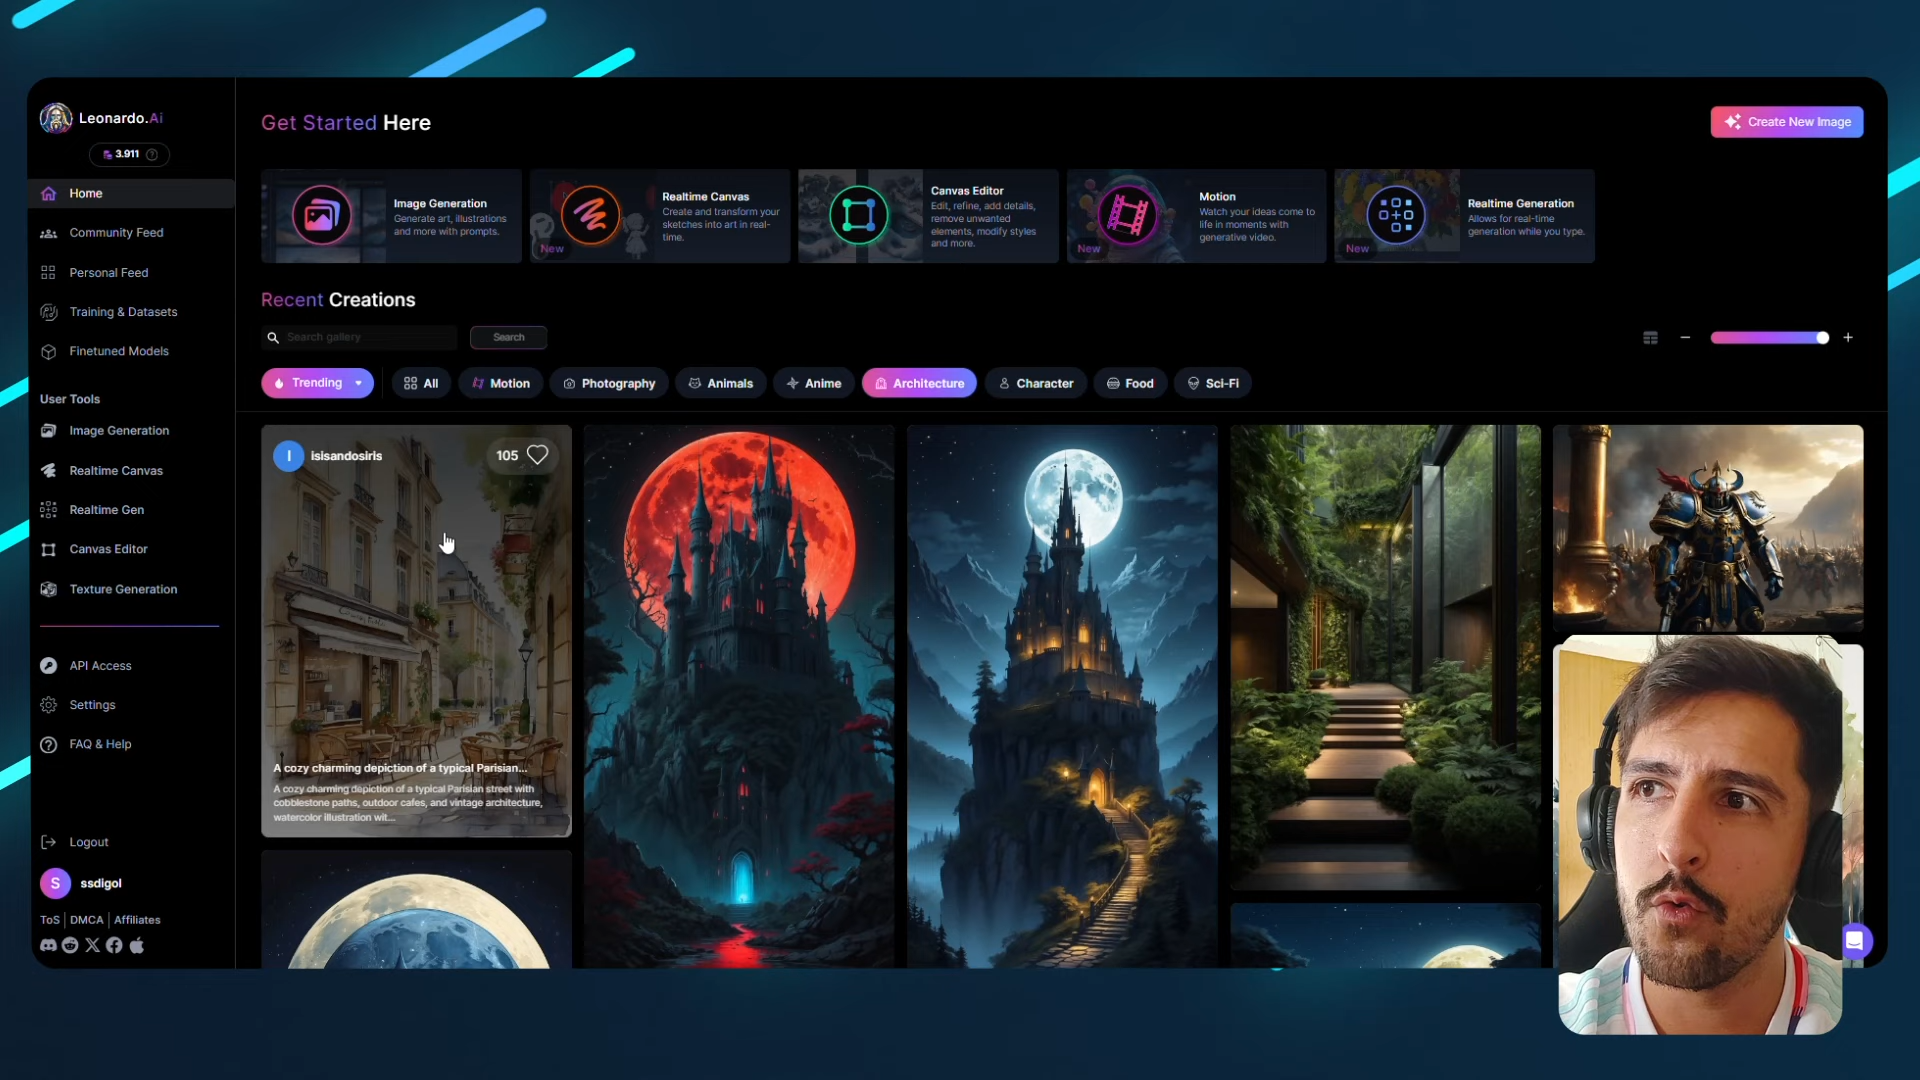 Leonardo.Ai
3.911
Home
Community Feed
Personal Feed
Training & Datasets
Finetuned Models
User Tools
Image Generation
Realtime Canvas
Realtime Gen
Canvas Editor
Texture Generation
API Access
Settings
FAQ & Help
Logout
S ssdigol
ToS | DMCA | Affiliates
Get Started Here
Create New Image
Image Generation
Generate art, illustrations
and more with prompts.
New
Realtime Canvas
Create and transform your
sketches into art in real-
time.
Canvas Editor
Edit, refine, add details,
remove unwanted
elements, modify styles
and more.
New
Motion
Watch your ideas come to
life in moments with
generative video.
New
Realtime Generation
Allows for real-time
generation while you type.
Recent Creations
Search gallery
Search
Trending
All
Motion
Photography
Animals
Anime
Architecture
Character
Food
Sci-Fi
I isisandosiris
105
A cozy charming depiction of a typical Parisian...
A cozy charming depiction of a typical Parisian street with
cobblestone paths, outdoor cafes, and vintage architecture,
watercolor illustration wit...